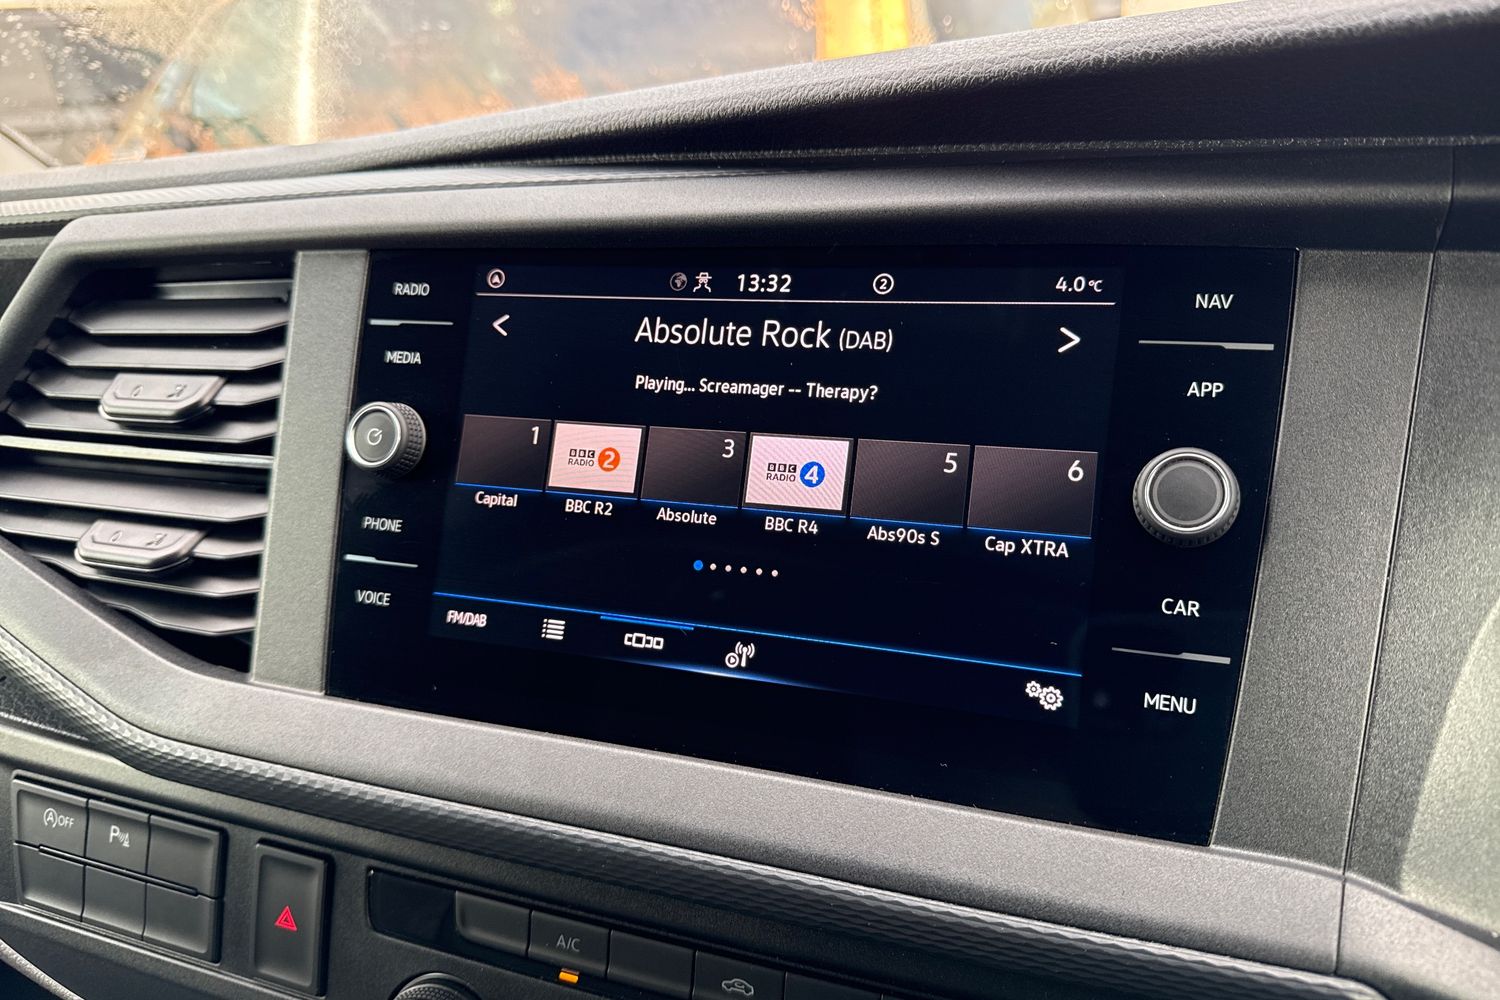 RADIO
MEDIA
PHONE
VOICE
A
13:32
2
4.0 °C
< Absolute Rock (DAB) >
Playing... Screamager -- Therapy?
1
BBC RADIO 2
3
BBC RADIO 4
5
6
Capital
BBC R2
Absolute
BBC R4
Abs90s S
Cap XTRA
FM/DAB
NAV
APP
CAR
MENU
A OFF
P
A/C